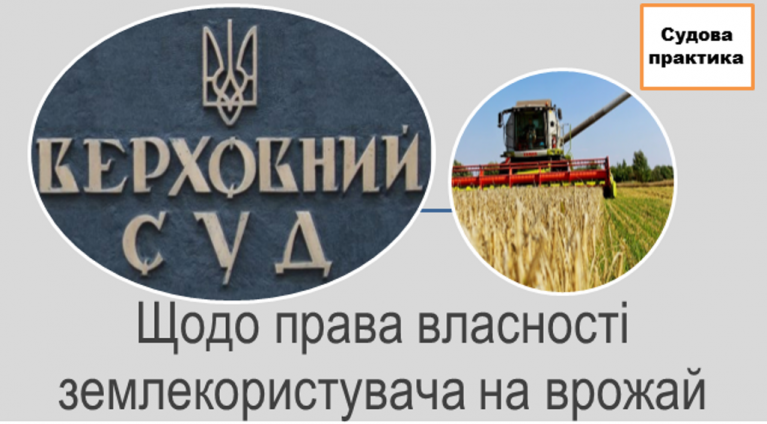 Судова
практика
ВЕРХОВНИЙ
СУД
Щодо права власності
землекористувача на врожай